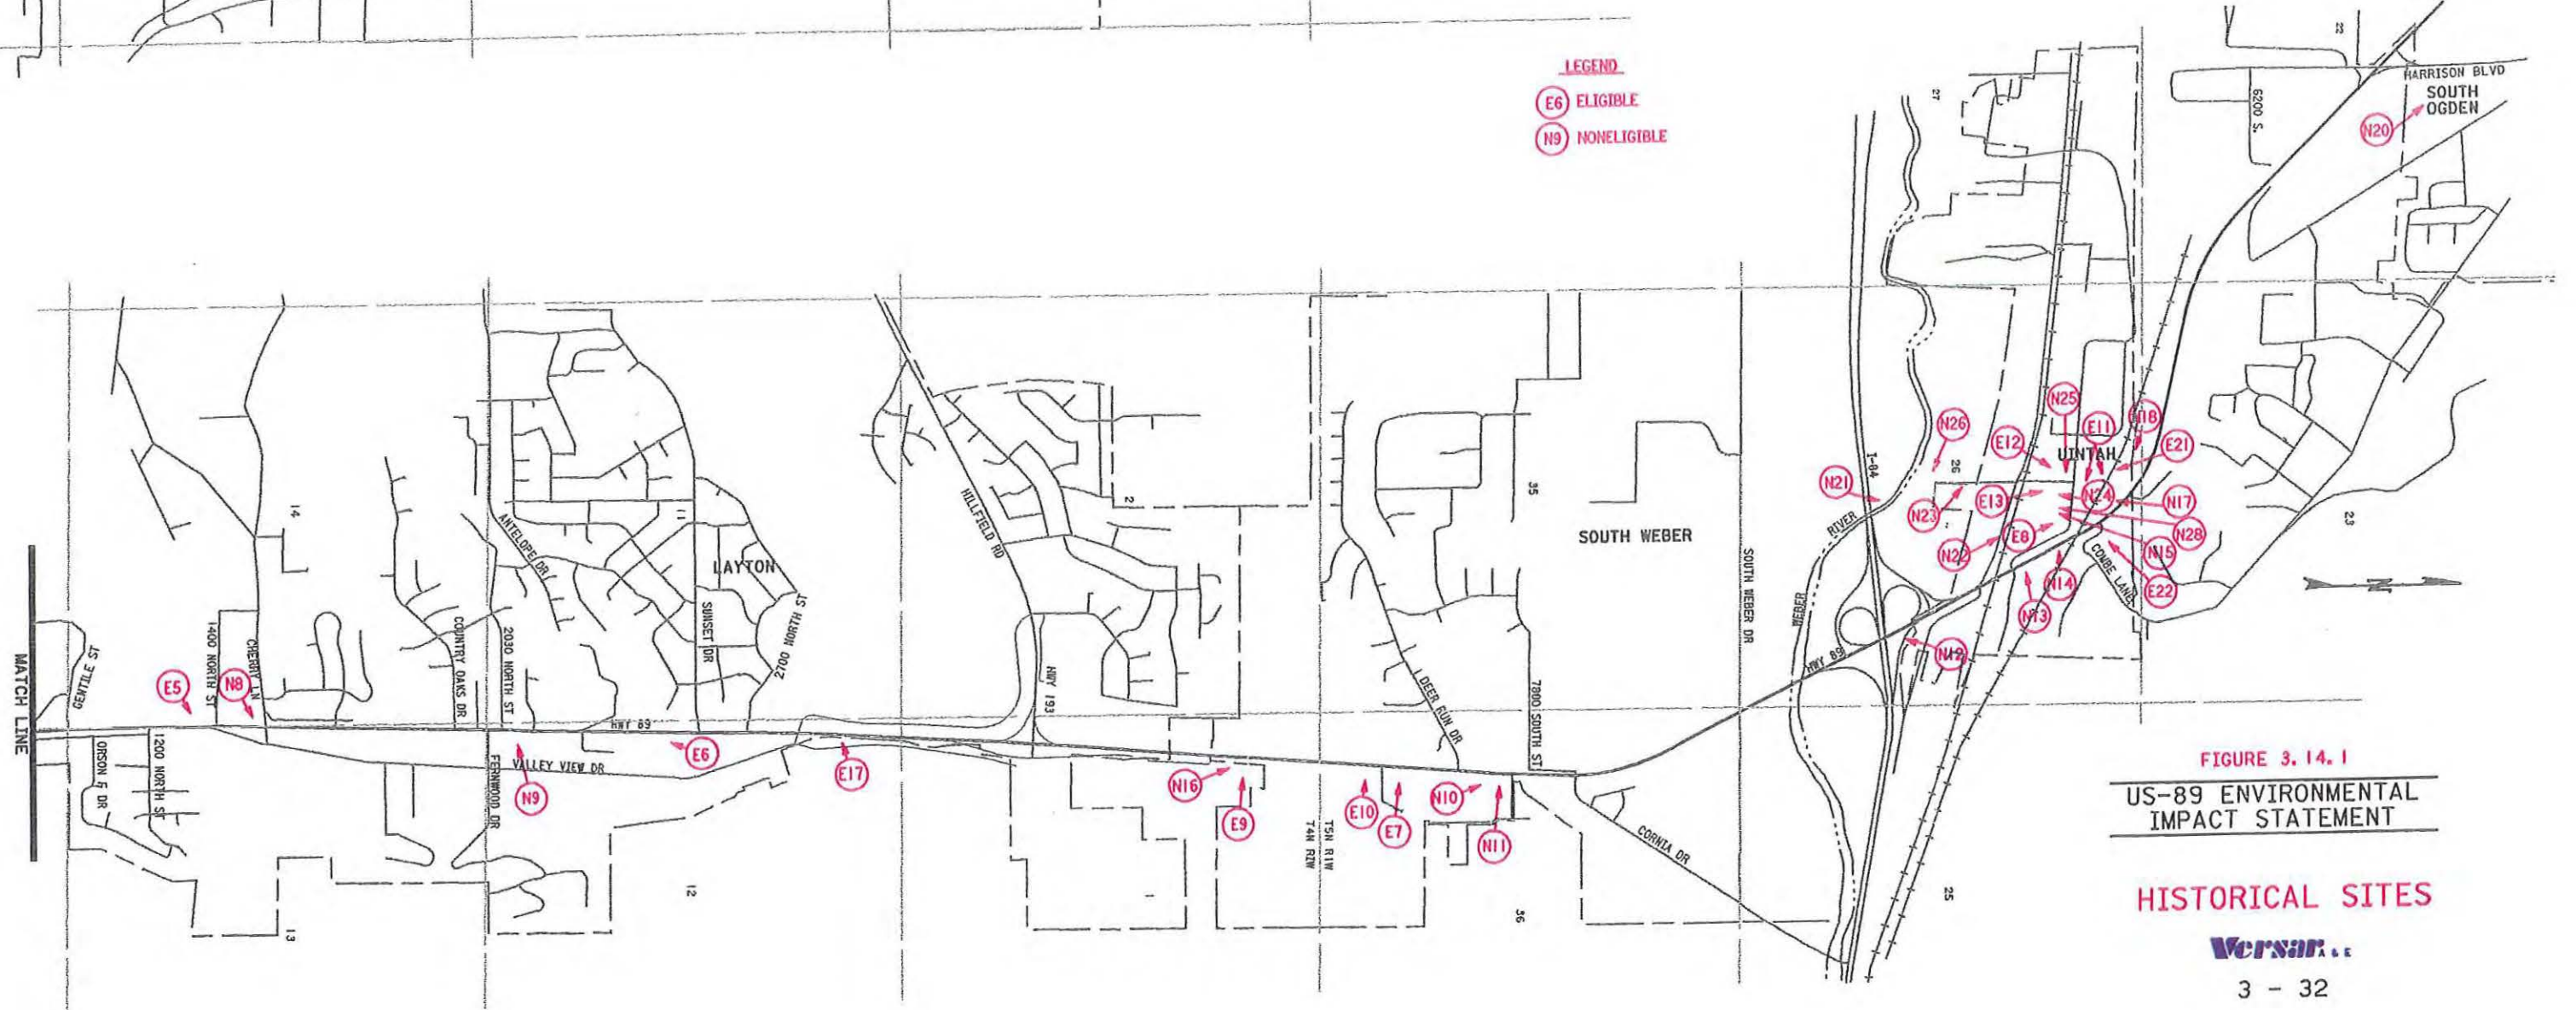 LEGEND
E6 ELIGIBLE
N9 NONELIGIBLE
22
HARRISON BLVD
SOUTH
OGDEN
6200 S.
N20
27
N25
N18
E11
N26
E12
E21
UINTAH
26
I-84
N21
N23
E13
N24
N17
N28
E8
N22
N15
N14
E22
COMBE LANE
N13
N12
23
N
RIVER
WEBER
HWY 89
SOUTH WEBER
SOUTH WEBER DR
35
2
HILLFIELD RD
14
11
ANTELOPE DR
LAYTON
SUNSET DR
2700 NORTH ST
COUNTRY OAKS DR
2030 NORTH ST
1400 NORTH ST
CHERRY LN
GENTILE ST
MATCH LINE
E5
N8
HWY 89
HWY 193
DEER RUN DR
7800 SOUTH ST
E6
E17
N9
VALLEY VIEW DR
FERNWOOD DR
1200 NORTH ST
ORSON 5 DR
N16
E9
E10
E7
N10
N11
T5N R1W
T4N R2W
CORNIA DR
12
13
36
25
FIGURE 3.14.1
US-89 ENVIRONMENTAL
IMPACT STATEMENT
HISTORICAL SITES
Versar A & E
3 - 32